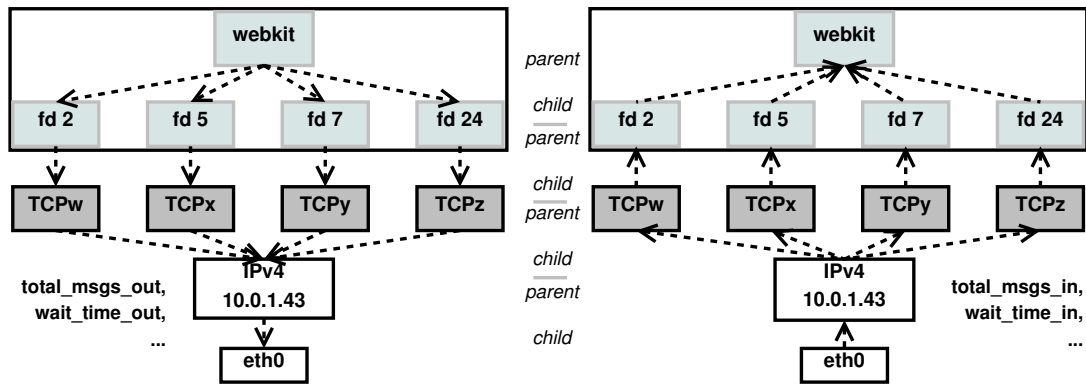 webkit
fd 2 fd 5 fd 7 fd 24
TCPw TCPx TCPy TCPz
IPv4
10.0.1.43
total_msgs_out,
wait_time_out,
...
eth0
parent
child
parent
child
parent
child
parent
child
webkit
fd 2 fd 5 fd 7 fd 24
TCPw TCPx TCPy TCPz
IPv4
10.0.1.43
total_msgs_in,
wait_time_in,
...
eth0